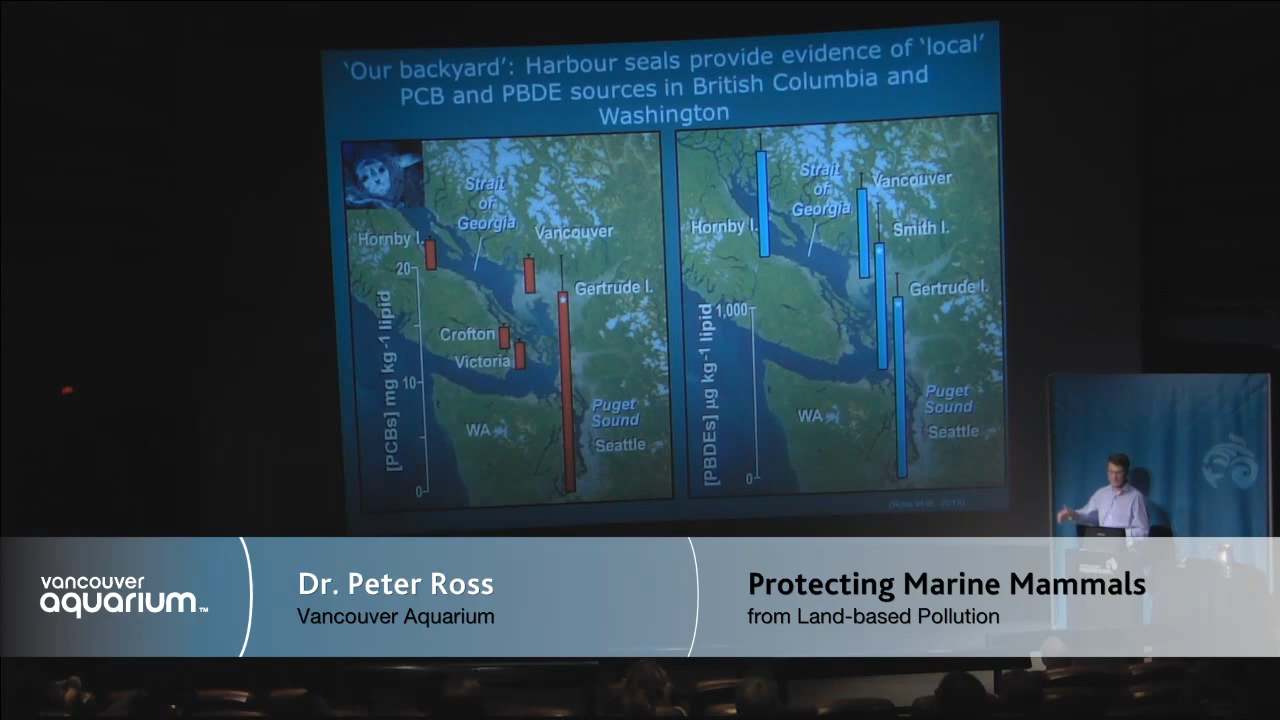 ‘Our backyard’: Harbour seals provide evidence of ‘local’
PCB and PBDE sources in British Columbia and
Washington
Strait
of
Georgia
Hornby I.
Vancouver
20
Gertrude I.
[PCBs] mg kg-1 lipid
Crofton
Victoria
10
WA
Puget
Sound
Seattle
0
Strait
of
Georgia
Vancouver
Hornby I.
Smith I.
Gertrude I.
1,000
[PBDEs] µg kg-1 lipid
WA
Puget
Sound
Seattle
0
vancouver
aquarium™
Dr. Peter Ross
Vancouver Aquarium
Protecting Marine Mammals
from Land-based Pollution